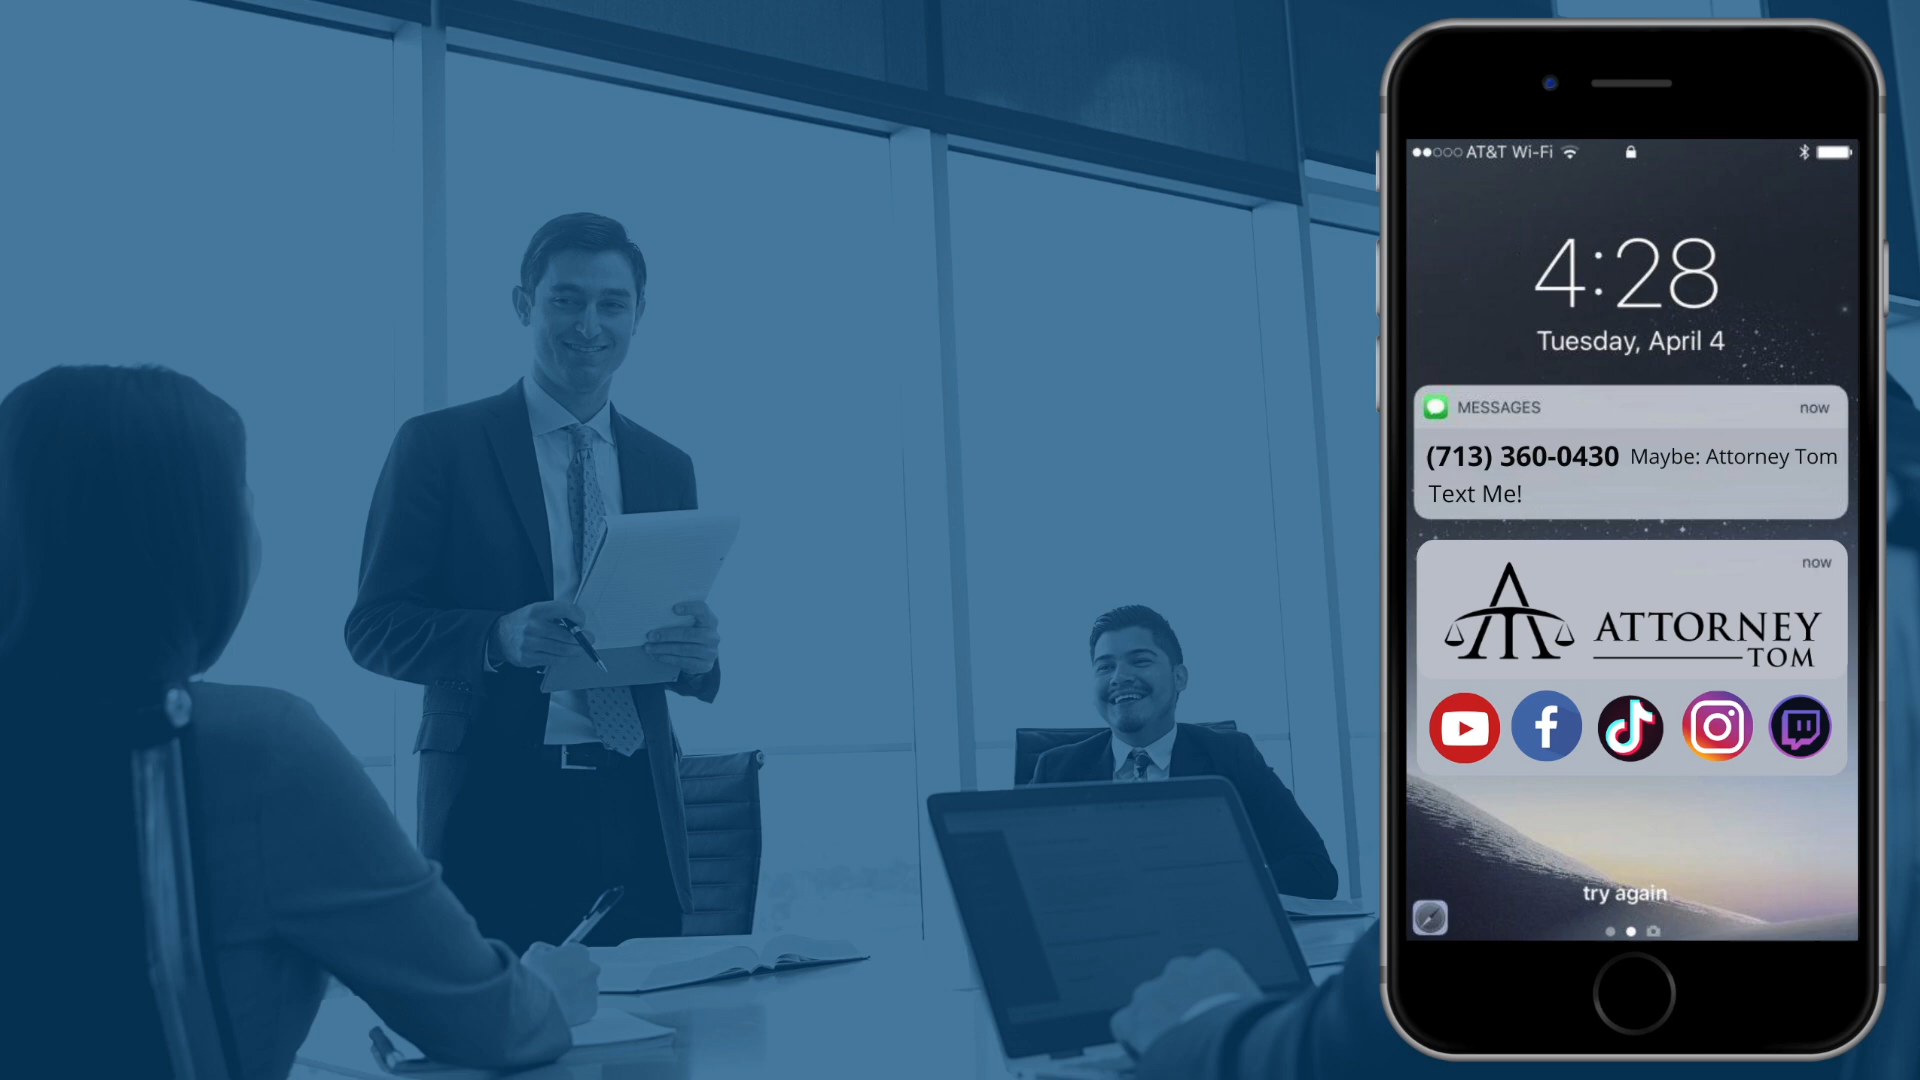 AT&T Wi-Fi
4:28
Tuesday, April 4
MESSAGES now
(713) 360-0430 Maybe: Attorney Tom
Text Me!
now
ATTORNEY
TOM
try again